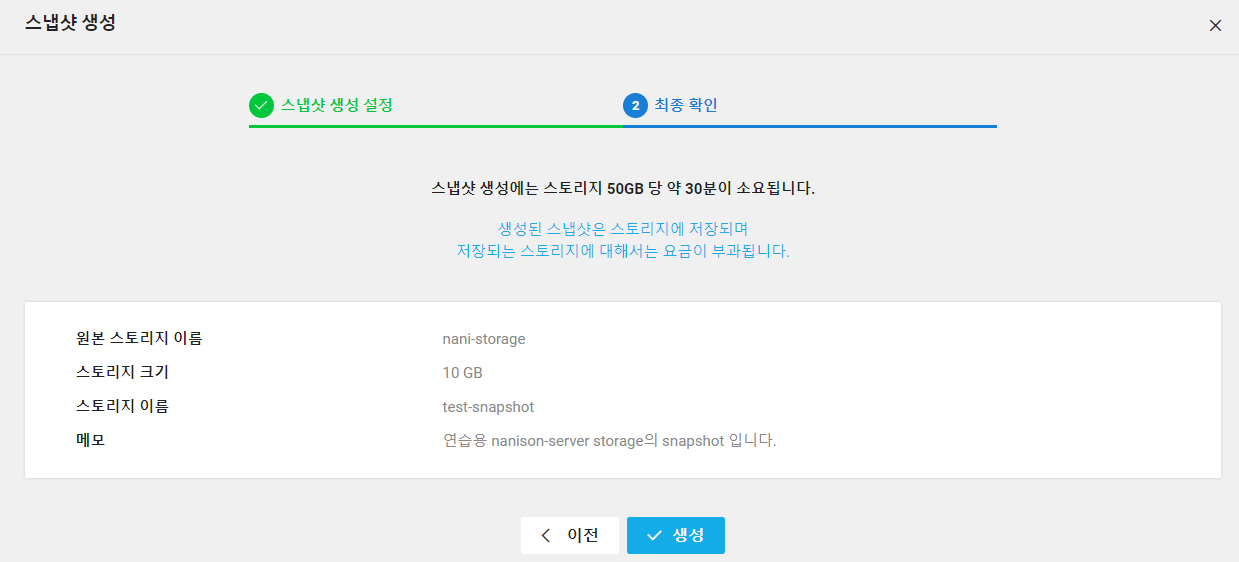 스냅샷 생성
스냅샷 생성 설정
2 최종 확인
스냅샷 생성에는 스토리지 50GB 당 약 30분이 소요됩니다.
생성된 스냅샷은 스토리지에 저장되며
저장되는 스토리지에 대해서는 요금이 부과됩니다.
원본 스토리지 이름 nani-storage
스토리지 크기 10 GB
스토리지 이름 test-snapshot
메모 연습용 nanison-server storage의 snapshot 입니다.
이전 생성